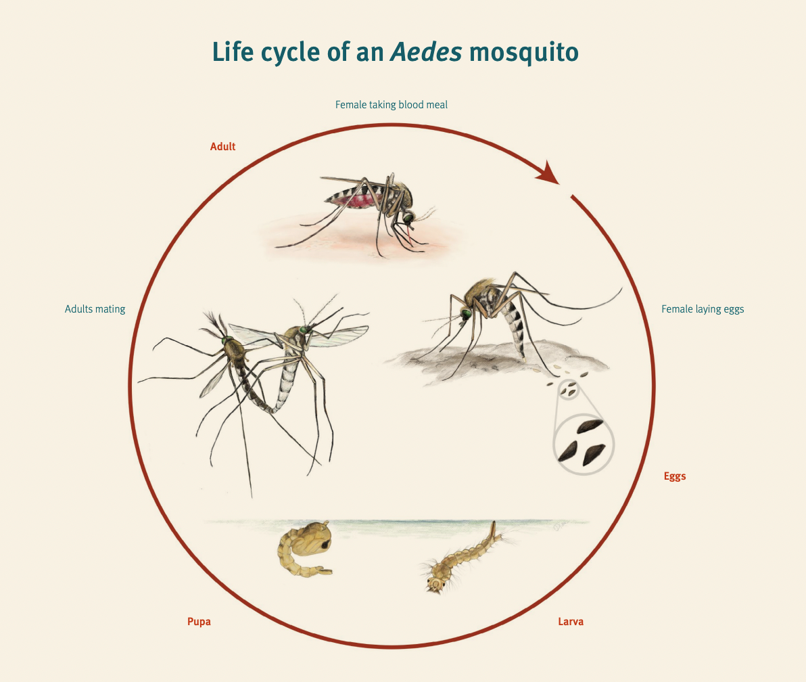 Life cycle of an Aedes mosquito
Female taking blood meal
Adult
Adults mating
Female laying eggs
Eggs
Pupa
Larva